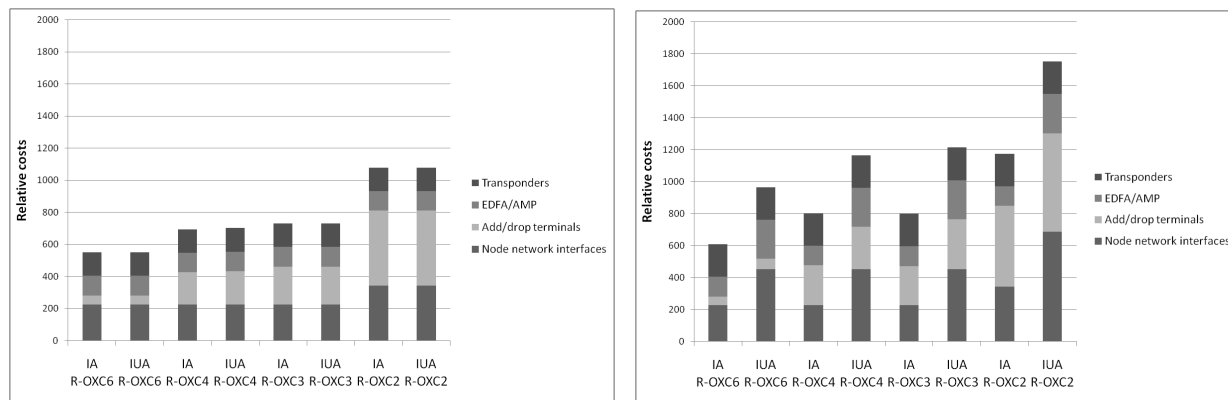 2000
1800
1600
1400
1200
1000
800
600
400
200
0
Relative costs
Transponders
EDFA/AMP
Add/drop terminals
Node network interfaces
IA IUA IA IUA IA IUA IA IUA
R-OXC6 R-OXC6 R-OXC4 R-OXC4 R-OXC3 R-OXC3 R-OXC2 R-OXC2
2000
1800
1600
1400
1200
1000
800
600
400
200
0
Relative costs
Transponders
EDFA/AMP
Add/drop terminals
Node network interfaces
IA IUA IA IUA IA IUA IA IUA
R-OXC6 R-OXC6 R-OXC4 R-OXC4 R-OXC3 R-OXC3 R-OXC2 R-OXC2